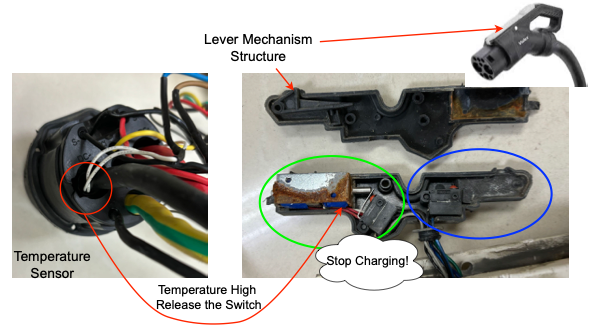 Lever Mechanism
Structure
Temperature
Sensor
Temperature High
Release the Switch
Stop Charging!